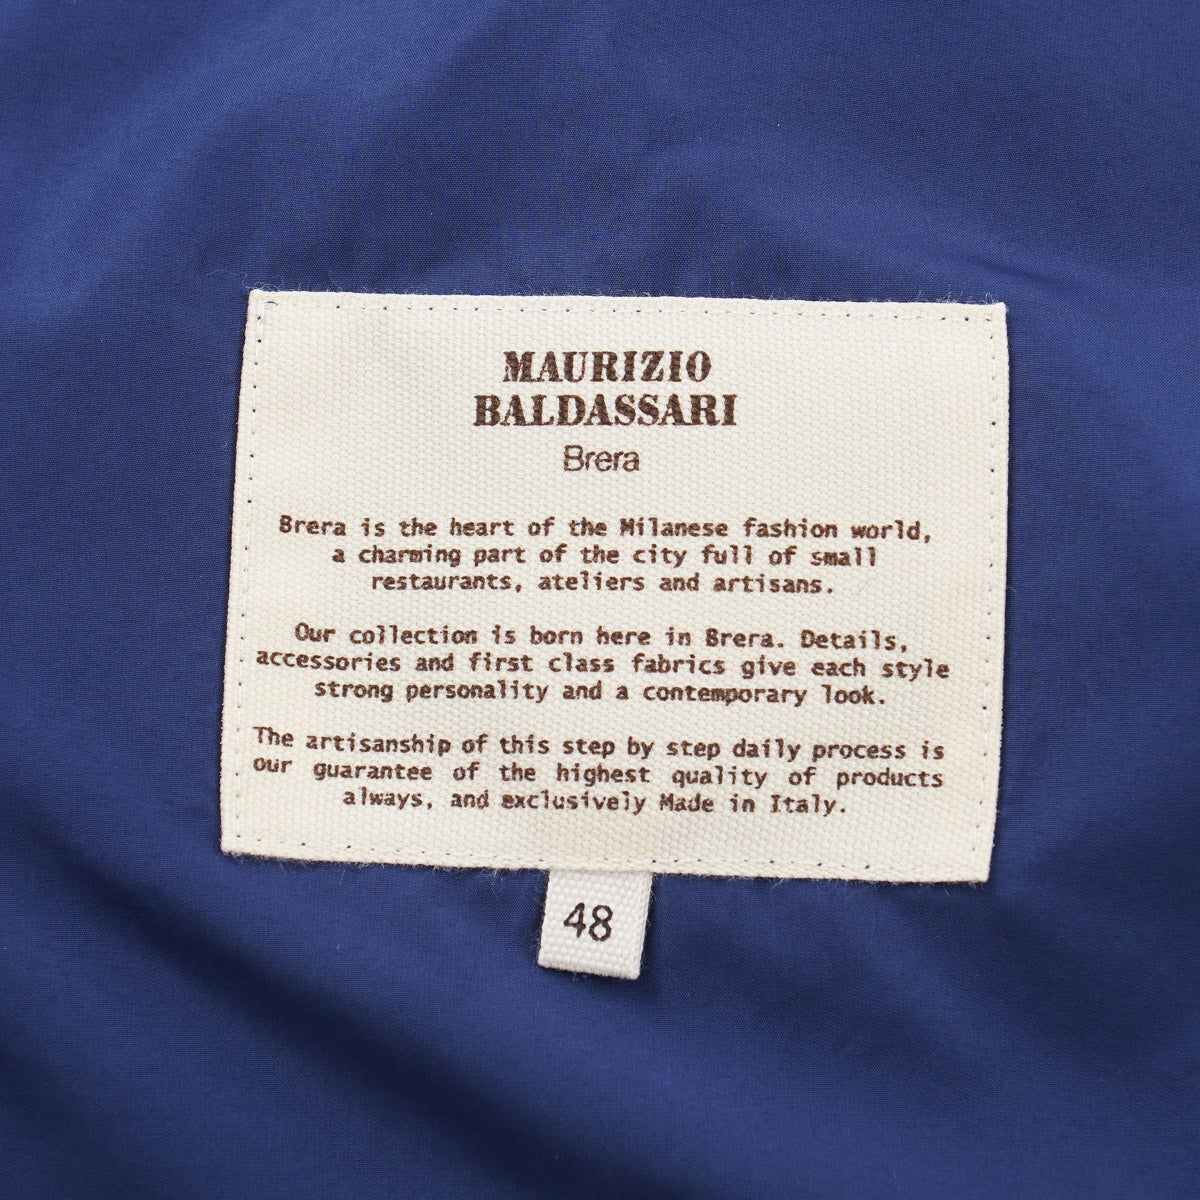 MAURIZIO
BALDASSARI
Brera
Brera is the heart of the Milanese fashion world,
a charming part of the city full of small
restaurants, ateliers and artisans.
Our collection is born here in Brera. Details,
accessories and first class fabrics give each style
strong personality and a contemporary look.
The artisanship of this step by step daily process is
our guarantee of the highest quality of products
always, and exclusively Made in Italy.
48